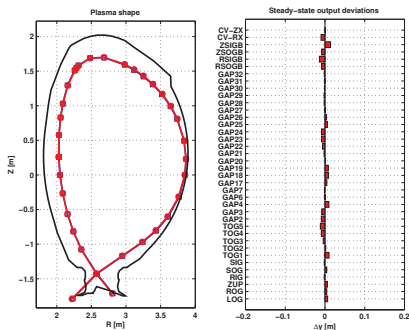 Plasma shape
Steady-state output deviations
2
1.5
1
0.5
0
−0.5
−1
−1.5
Z [m]
2
2.5
3
3.5
4
R [m]
CV−ZX
CV−RX
ZSIGB
ZSOGB
RSIGB
RSOGB
GAP32
GAP31
GAP30
GAP29
GAP28
GAP27
GAP26
GAP25
GAP24
GAP23
GAP22
GAP21
GAP20
GAP19
GAP18
GAP17
GAP7
GAP6
GAP4
GAP3
GAP2
TOG5
TOG4
TOG3
TOG2
TOG1
SIG
SOG
RIG
ZUP
ROG
LOG
−0.2
−0.1
0
0.1
0.2
Δy [m]